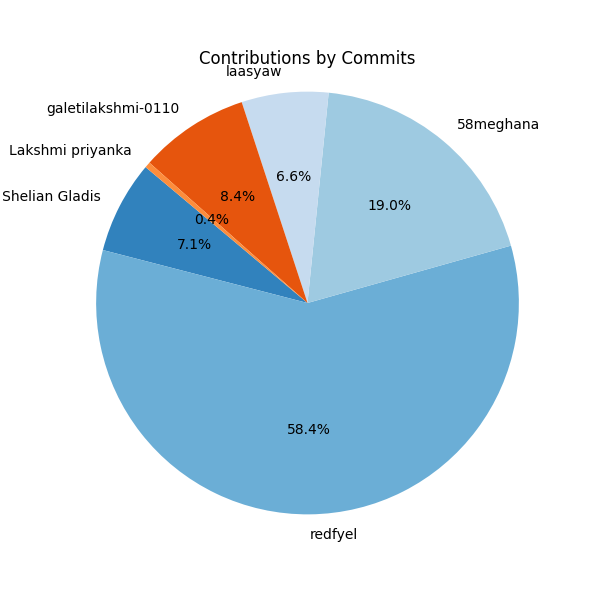 Contributions by Commits
laasyaw
galetilakshmi-0110
58meghana
Lakshmi priyanka
Shelian Gladis
6.6%
8.4%
19.0%
0.4%
7.1%
58.4%
redfyel